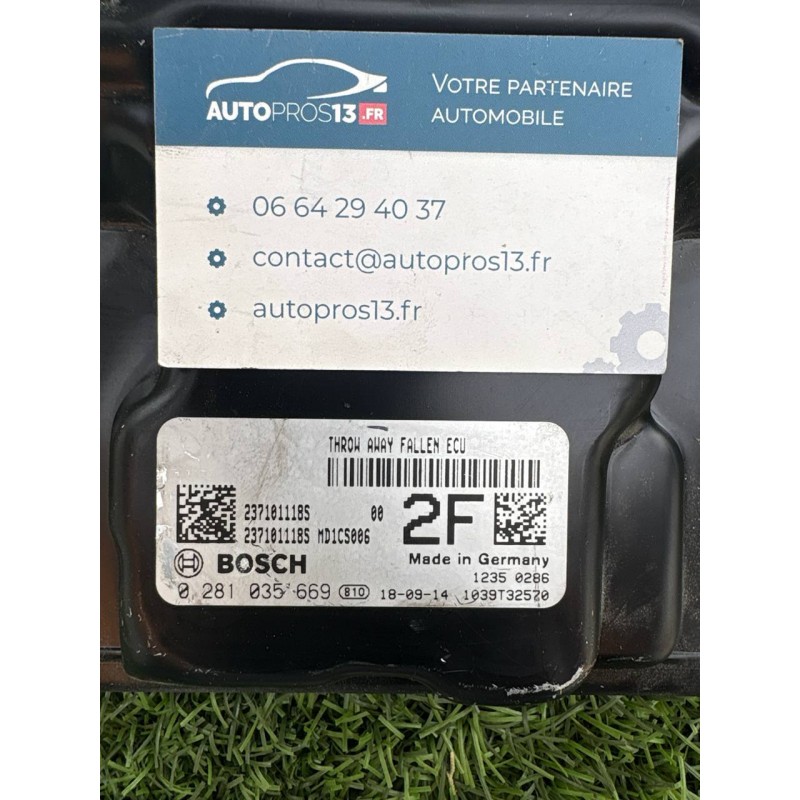 AUTOPROS13.FR
VOTRE PARTENAIRE
AUTOMOBILE
06 64 29 40 37
contact@autopros13.fr
autopros13.fr
THROW AWAY FALLEN ECU
237101118S 00
237101118S MD1CS006
2F
BOSCH
Made in Germany
1235 0286
0 281 035 669 B10 18-09-14 1039T32570